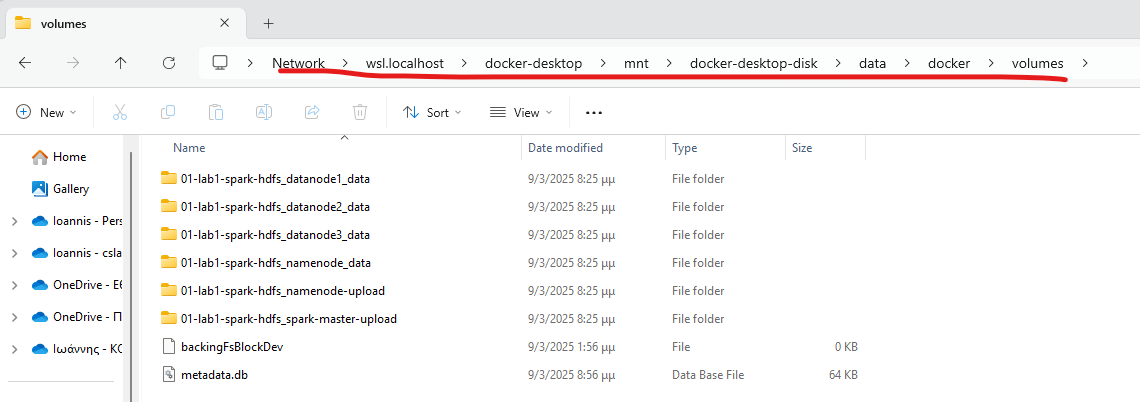 volumes
Network > wsl.localhost > docker-desktop > mnt > docker-desktop-disk > data > docker > volumes >
New Sort View ...
Name Date modified Type Size
Home
Gallery
Ioannis - Pers
Ioannis - csla
OneDrive - Εθ
OneDrive - Π
Ιωάννης - ΚΟ
01-lab1-spark-hdfs_datanode1_data 9/3/2025 8:25 μμ File folder
01-lab1-spark-hdfs_datanode2_data 9/3/2025 8:25 μμ File folder
01-lab1-spark-hdfs_datanode3_data 9/3/2025 8:25 μμ File folder
01-lab1-spark-hdfs_namenode_data 9/3/2025 8:25 μμ File folder
01-lab1-spark-hdfs_namenode-upload 9/3/2025 8:25 μμ File folder
01-lab1-spark-hdfs_spark-master-upload 9/3/2025 8:25 μμ File folder
backingFsBlockDev 9/3/2025 1:56 μμ File 0 KB
metadata.db 9/3/2025 8:56 μμ Data Base File 64 KB